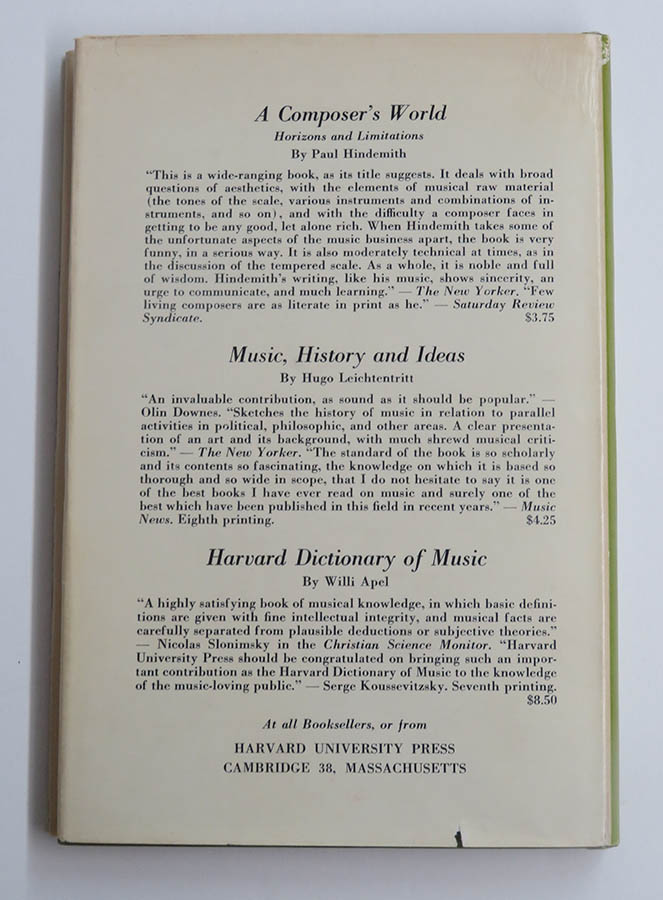 A Composer's World
Horizons and Limitations
By Paul Hindemith
"This is a wide-ranging book, as its title suggests. It deals with broad
questions of aesthetics, with the elements of musical raw material
(the tones of the scale, various instruments and combinations of in-
struments, and so on), and with the difficulty a composer faces in
getting to be any good, let alone rich. When Hindemith takes some of
the unfortunate aspects of the music business apart, the book is very
funny, in a serious way. It is also moderately technical at times, as in
the discussion of the tempered scale. As a whole, it is noble and full
of wisdom. Hindemith's writing, like his music, shows sincerity, an
urge to communicate, and much learning." — The New Yorker. "Few
living composers are as literate in print as he." — Saturday Review
Syndicate. $3.75
Music, History and Ideas
By Hugo Leichtentritt
"An invaluable contribution, as sound as it should be popular." —
Olin Downes. "Sketches the history of music in relation to parallel
activities in political, philosophic, and other areas. A clear presenta-
tion of an art and its background, with much shrewd musical criti-
cism." — The New Yorker. "The standard of the book is so scholarly
and its contents so fascinating, the knowledge on which it is based so
thorough and so wide in scope, that I do not hesitate to say it is one
of the best books I have ever read on music and surely one of the
best which have been published in this field in recent years." — Music
News. Eighth printing. $4.25
Harvard Dictionary of Music
By Willi Apel
"A highly satisfying book of musical knowledge, in which basic defini-
tions are given with fine intellectual integrity, and musical facts are
carefully separated from plausible deductions or subjective theories."
— Nicolas Slonimsky in the Christian Science Monitor. "Harvard
University Press should be congratulated on bringing such an impor-
tant contribution as the Harvard Dictionary of Music to the knowledge
of the music-loving public." — Serge Koussevitzky. Seventh printing.
$8.50
At all Booksellers, or from
HARVARD UNIVERSITY PRESS
CAMBRIDGE 38, MASSACHUSETTS